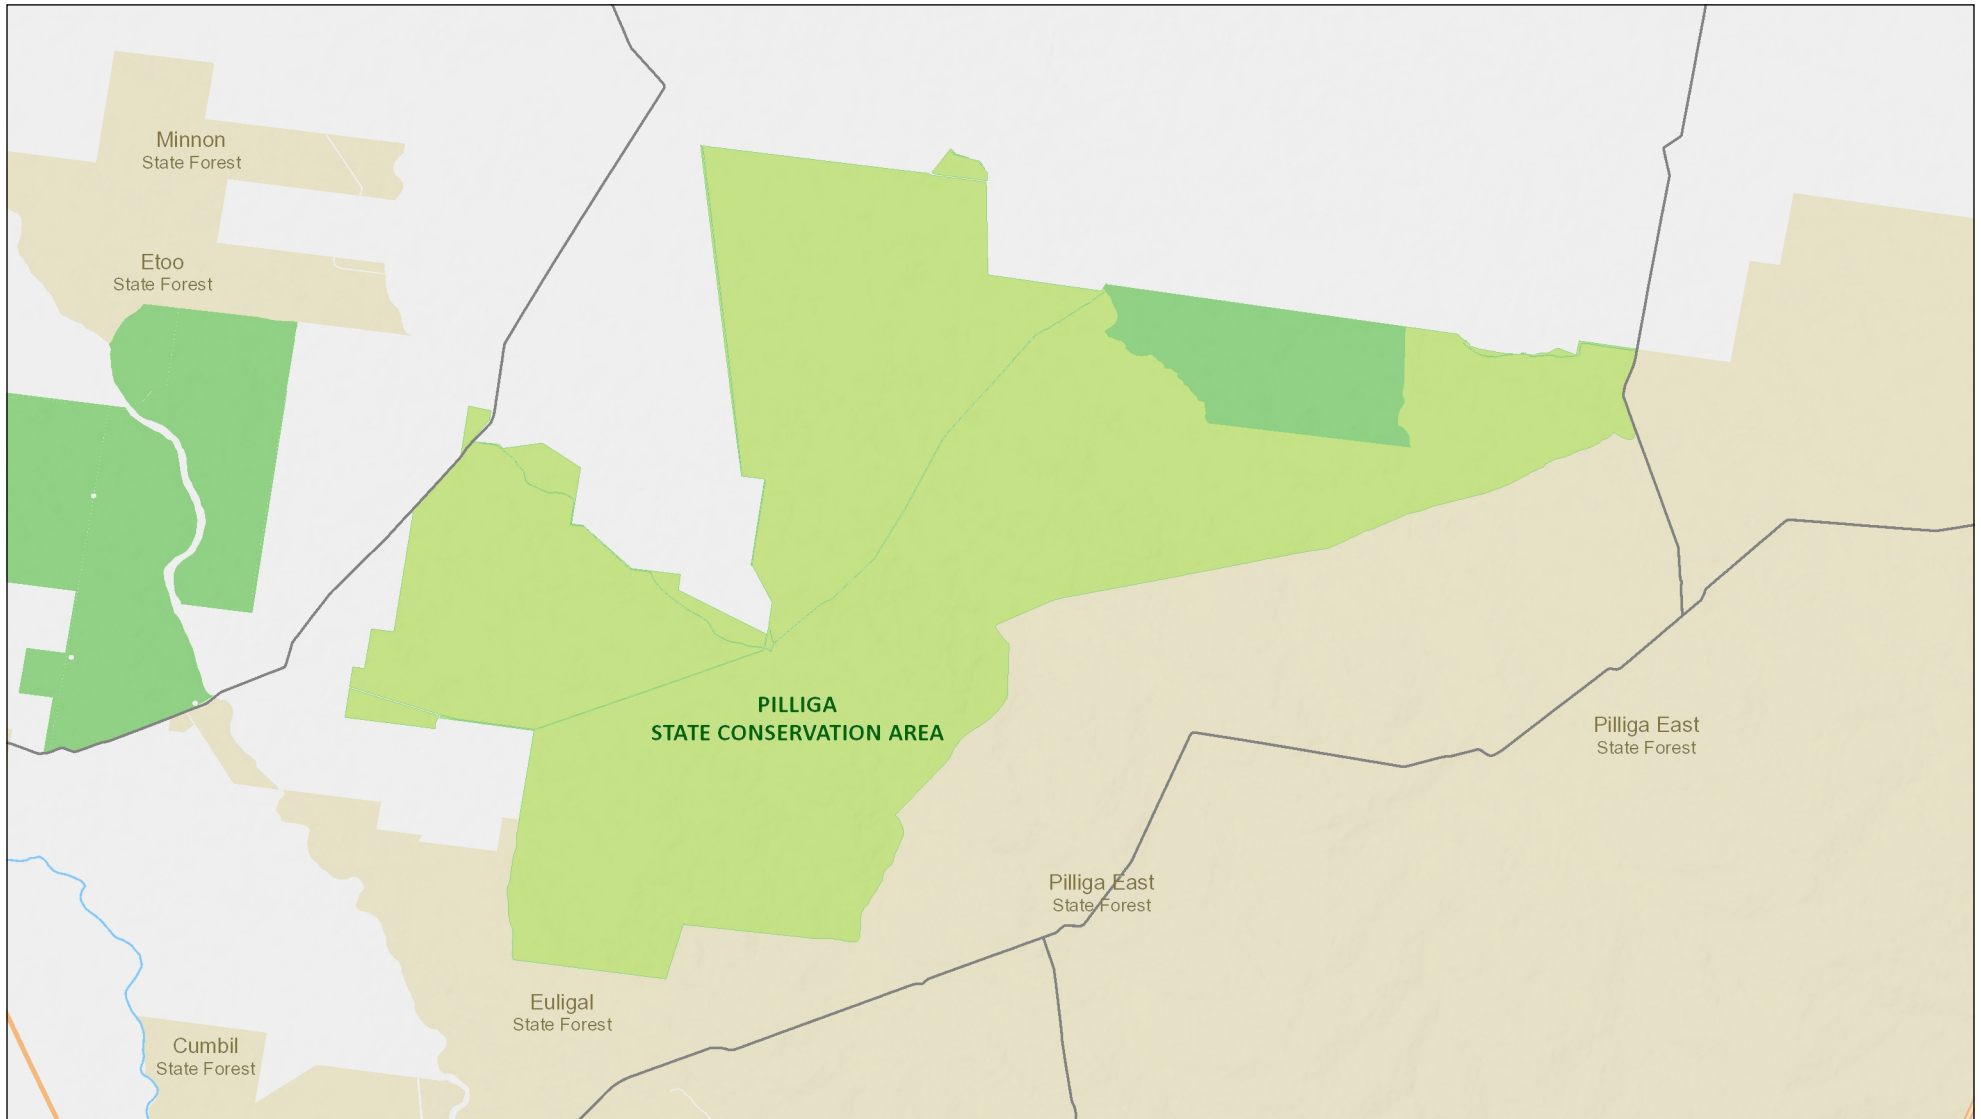 Minnon
State Forest
Etoo
State Forest
PILLIGA
STATE CONSERVATION AREA
Pilliga East
State Forest
Pilliga East
State Forest
Euligal
State Forest
Cumbil
State Forest